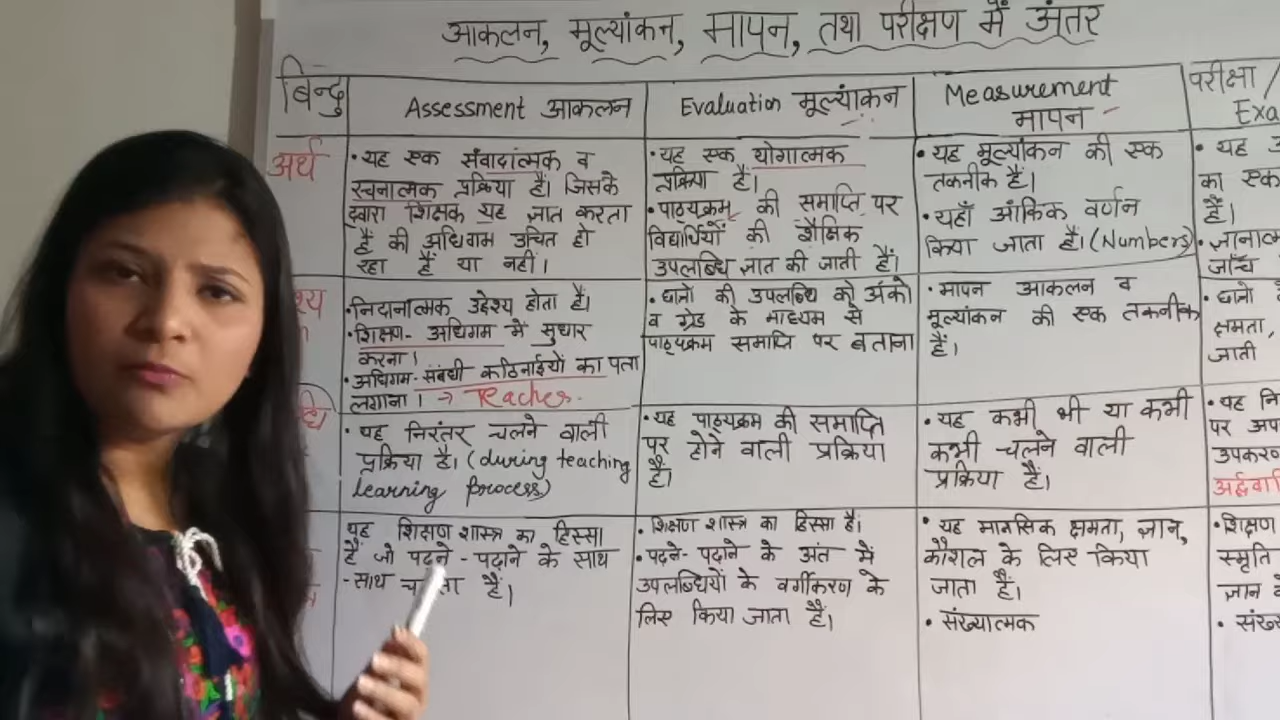 आकलन, मूल्यांकन, मापन, तथा परीक्षण में अंतर
बिन्दु
Assessment आकलन
Evaluation मूल्यांकन
Measurement
मापन
परीक्षा /
Exa
अर्थ
• यह एक संवादात्मक व
रचनात्मक प्रक्रिया है। जिसके
द्वारा शिक्षक यह ज्ञात करता
हैं की अधिगम उचित हो
रहा हैं या नहीं।
• यह एक योगात्मक
प्रक्रिया है।
• पाठ्यक्रम की समाप्ति पर
विद्यार्थियों की शैक्षिक
उपलब्धि ज्ञात की जाती हैं।
• यह मूल्यांकन की एक
तकनीक हैं।
• यहाँ आंकिक वर्णन
किया जाता हैं। (Numbers)
• यह
का एक
हैं।
• ज्ञानात्म
जाँच
श्य
• निदानात्मक उद्देश्य होता हैं।
• शिक्षण- अधिगम में सुधार
करना।
• अधिगम-संबंधी कठिनाईयों का पता
लगाना। → Teacher.
• छात्रों की उपलब्धि को अंको
व ग्रेड के माध्यम से
पाठ्यक्रम समाप्ति पर बताना
• मापन आकलन व
मूल्यांकन की एक तकनीक
हैं।
• छात्रों
क्षमता,
जाती
• यह निरंतर चलने वाली
प्रक्रिया है। (during teaching
learning process)
• यह पाठ्यक्रम की समाप्ति
पर होने वाली प्रक्रिया
हैं।
• यह कभी भी या कभी
कभी चलने वाली
प्रक्रिया हैं।
• यह नि
पर अप
उपकरण
अर्द्धवा
यह शिक्षण शास्त्र का हिस्सा
हैं जो पढ़ने - पढ़ाने के साथ
-साथ हैं।
• शिक्षण शास्त्र का हिस्सा हैं।
• पढ़ने- पढ़ाने के अंत में
उपलब्धियों के वर्गीकरण के
लिए किया जाता हैं।
• यह मानसिक क्षमता, ज्ञान,
कौशल के लिए किया
जाता हैं।
• संख्यात्मक
• शिक्षण
स्मृति
ज्ञान
• संख्